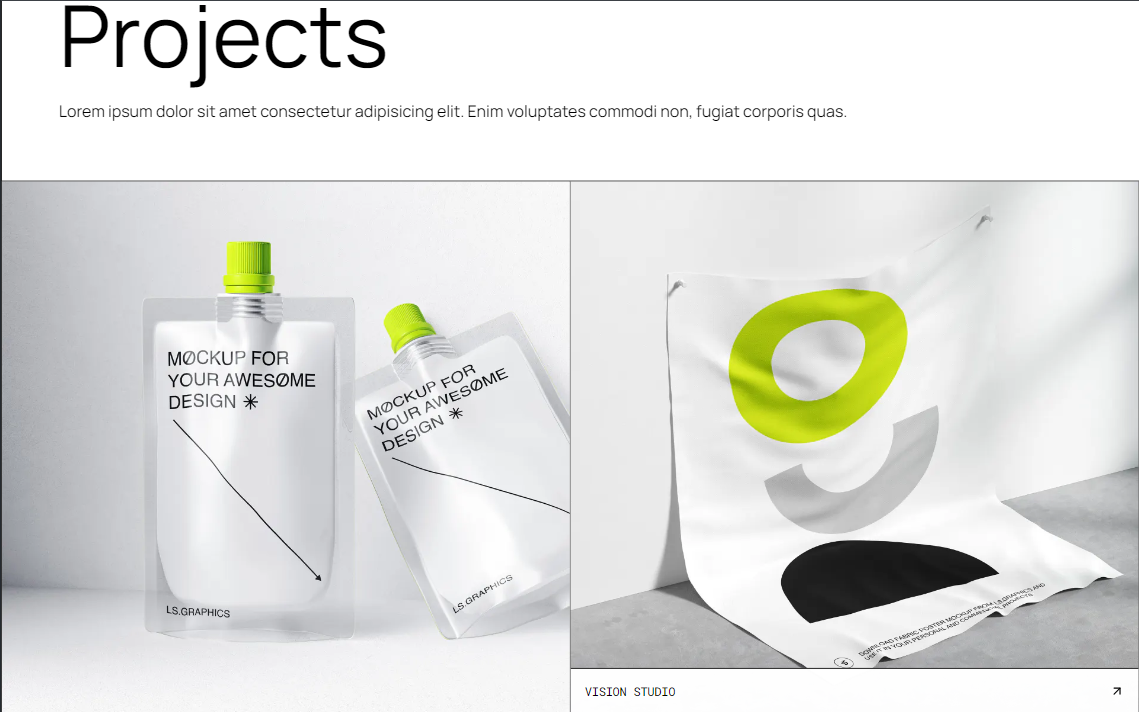 Projects
Lorem ipsum dolor sit amet consectetur adipisicing elit. Enim voluptates commodi non, fugiat corporis quas.
MØCKUP FOR
YOUR AWESØME
DESIGN ✳
LS.GRAPHICS
MØCKUP FOR
YOUR AWESØME
DESIGN ✳
LS.GRAPHICS
g
DOWNLOAD FABRIC POSTER MOCKUP FROM LS.GRAPHICS AND
USE IT IN YOUR PERSONAL AND COMMERCIAL PROJECTS
VISION STUDIO